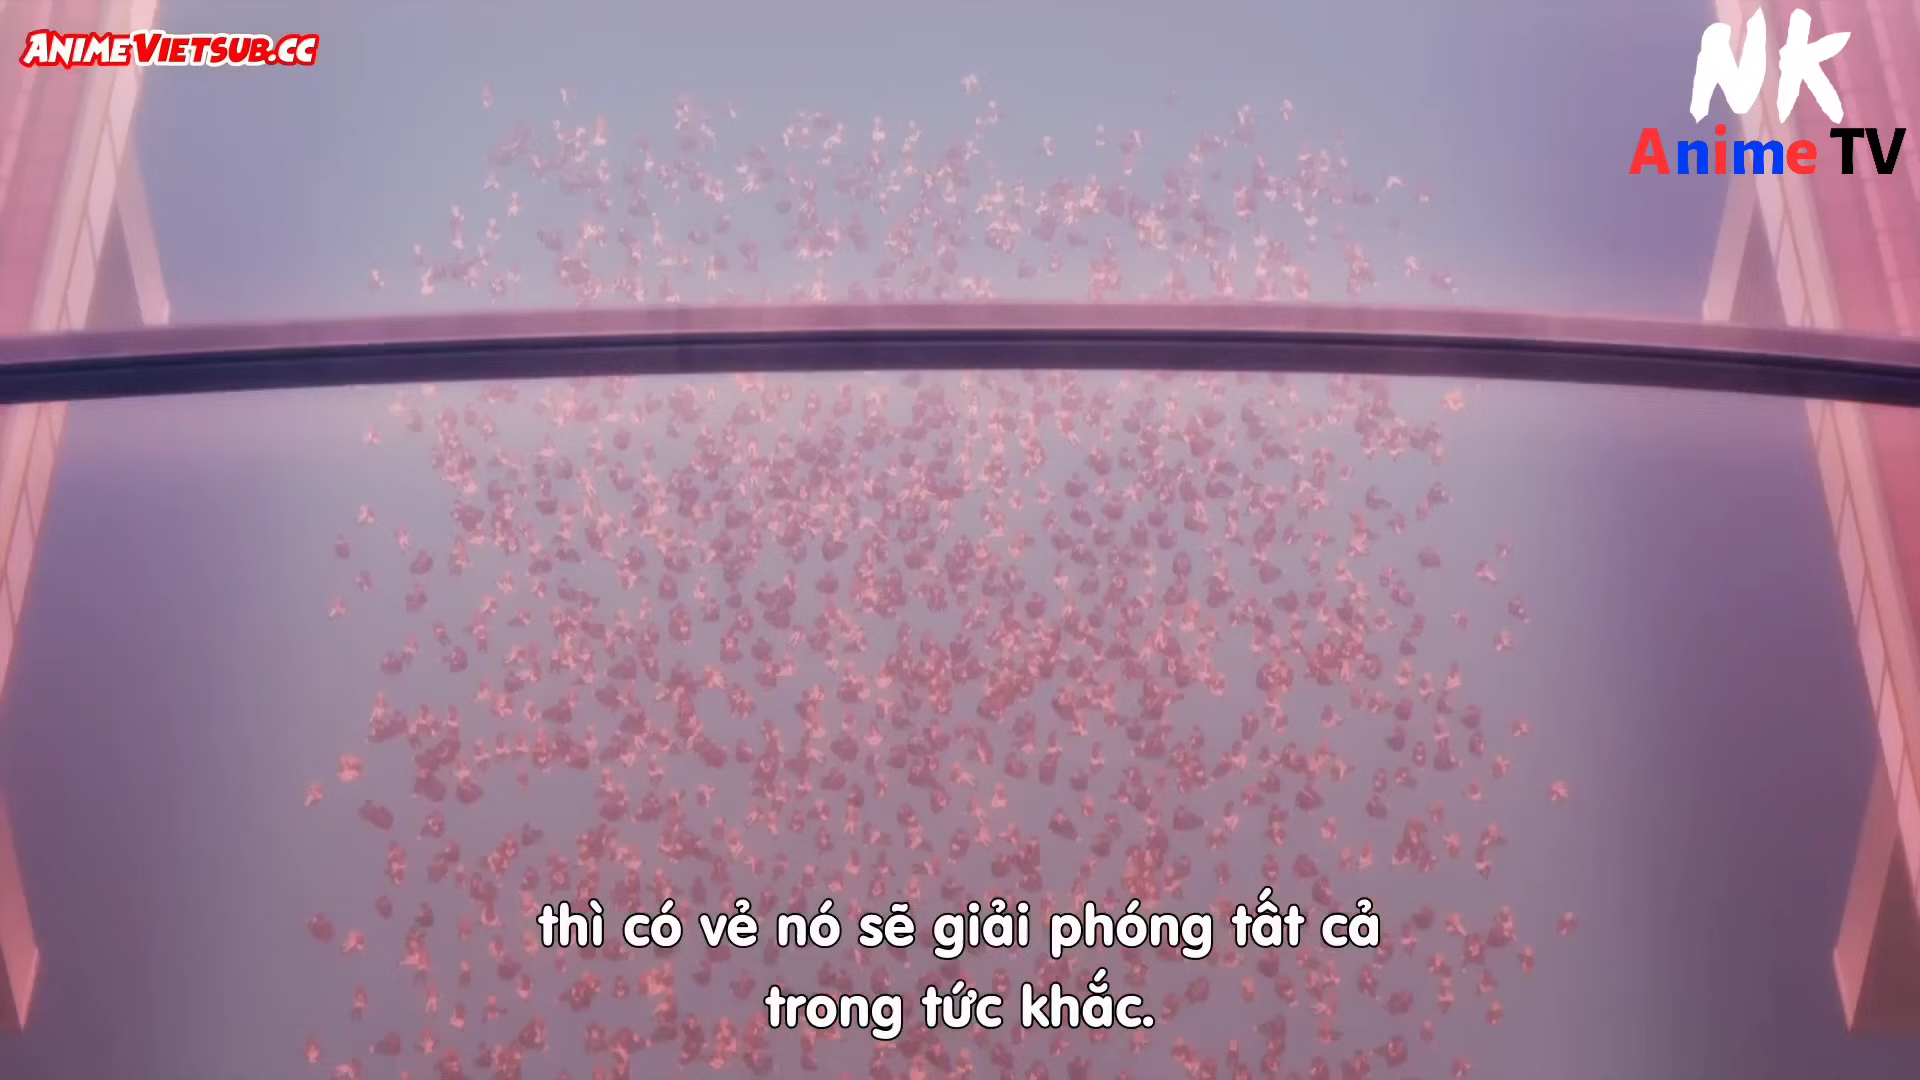 AnimeVietsub.cc
NK
Anime TV
thì có vẻ nó sẽ giải phóng tất cả
trong tức khắc.